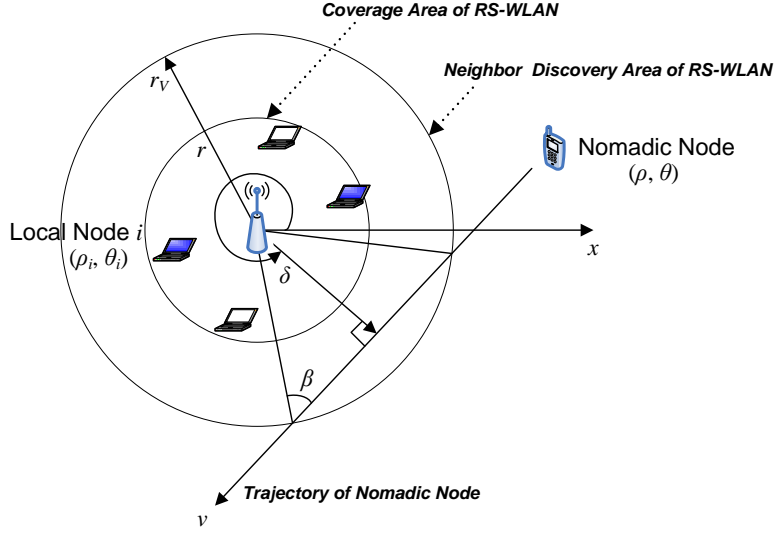 Coverage Area of RS-WLAN
Neighbor Discovery Area of RS-WLAN
r_V
r
Nomadic Node
(ρ, θ)
Local Node i
(ρ_i, θ_i)
x
δ
β
Trajectory of Nomadic Node
v